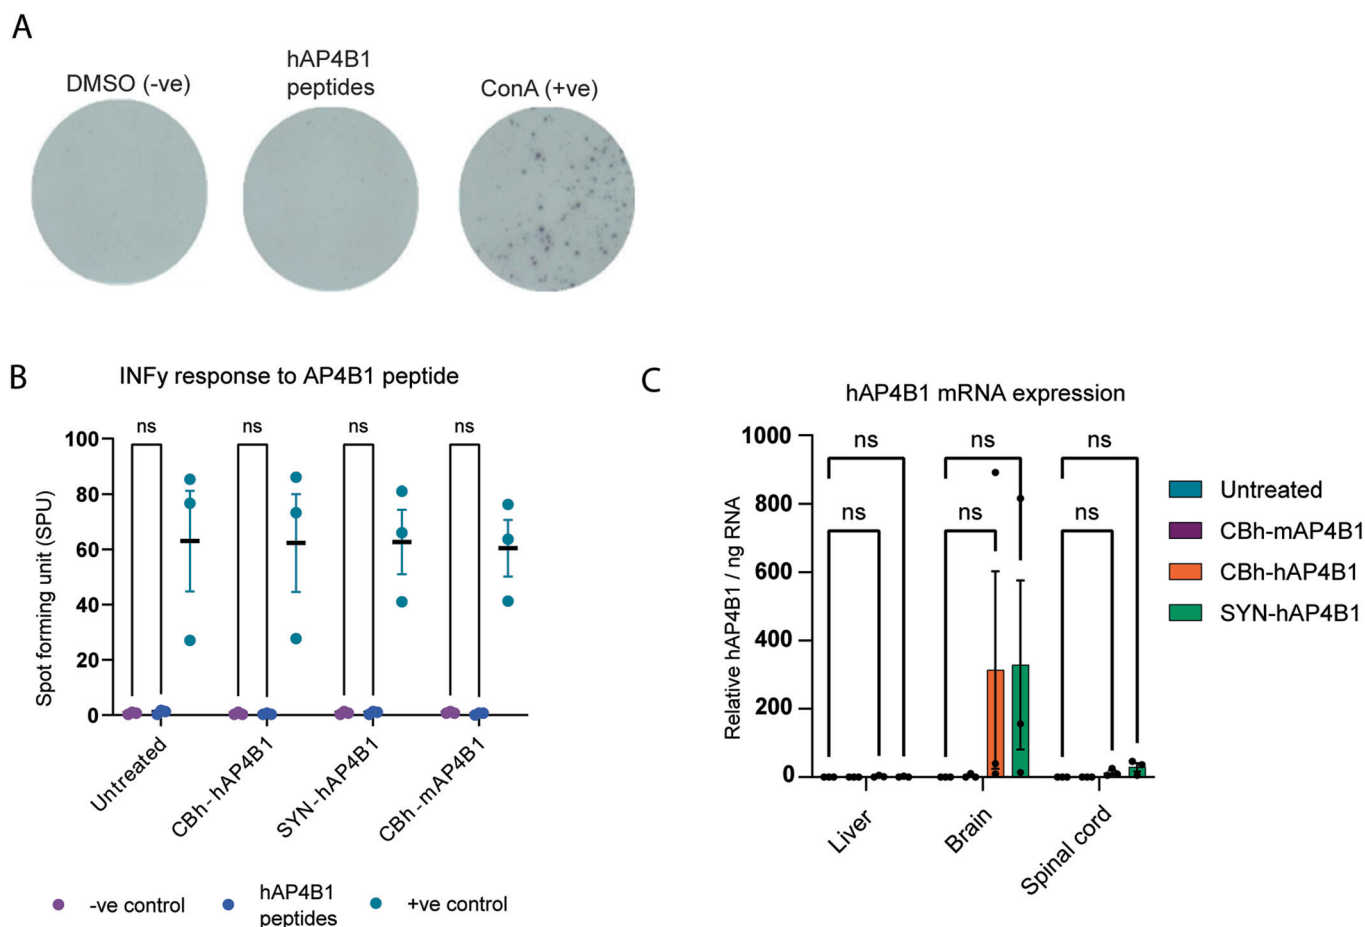 A
DMSO (-ve)
hAP4B1
peptides
ConA (+ve)
B
INFy response to AP4B1 peptide
ns
ns
ns
ns
Spot forming unit (SPU)
100
80
60
40
20
0
Untreated
CBh-hAP4B1
SYN-hAP4B1
CBh-mAP4B1
-ve control
hAP4B1
peptides
+ve control
C
hAP4B1 mRNA expression
ns
ns
ns
ns
ns
ns
Relative hAP4B1 / ng RNA
1000
800
600
400
200
0
Liver
Brain
Spinal cord
Untreated
CBh-mAP4B1
CBh-hAP4B1
SYN-hAP4B1